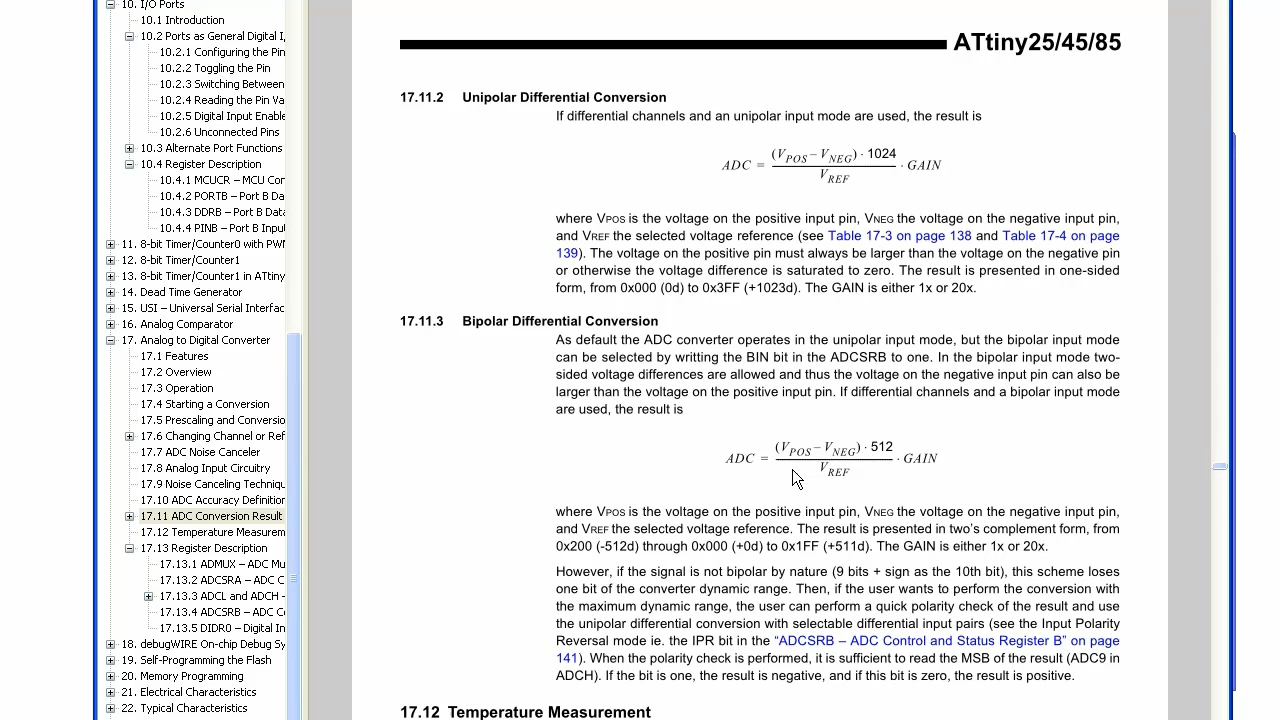 10. I/O Ports
10.1 Introduction
10.2 Ports as General Digital I,
10.2.1 Configuring the Pin
10.2.2 Toggling the Pin
10.2.3 Switching Between
10.2.4 Reading the Pin Va
10.2.5 Digital Input Enable
10.2.6 Unconnected Pins
10.3 Alternate Port Functions
10.4 Register Description
10.4.1 MCUCR – MCU Cor
10.4.2 PORTB – Port B Da
10.4.3 DDRB – Port B Data
10.4.4 PINB – Port B Input
11. 8-bit Timer/Counter0 with PWM
12. 8-bit Timer/Counter1
13. 8-bit Timer/Counter1 in ATtiny
14. Dead Time Generator
15. USI – Universal Serial Interfac
16. Analog Comparator
17. Analog to Digital Converter
17.1 Features
17.2 Overview
17.3 Operation
17.4 Starting a Conversion
17.5 Prescaling and Conversio
17.6 Changing Channel or Ref
17.7 ADC Noise Canceler
17.8 Analog Input Circuitry
17.9 Noise Canceling Techniqu
17.10 ADC Accuracy Definition
17.11 ADC Conversion Result
17.12 Temperature Measurem
17.13 Register Description
17.13.1 ADMUX – ADC Mu
17.13.2 ADCSRA – ADC C
17.13.3 ADCL and ADCH -
17.13.4 ADCSRB – ADC Co
17.13.5 DIDR0 – Digital In
18. debugWIRE On-chip Debug Sy
19. Self-Programming the Flash
20. Memory Programming
21. Electrical Characteristics
22. Typical Characteristics
ATtiny25/45/85
17.11.2 Unipolar Differential Conversion
If differential channels and an unipolar input mode are used, the result is
ADC = (VPOS – VNEG) · 1024 / VREF · GAIN
where VPOS is the voltage on the positive input pin, VNEG the voltage on the negative input pin,
and VREF the selected voltage reference (see Table 17-3 on page 138 and Table 17-4 on page
139). The voltage on the positive pin must always be larger than the voltage on the negative pin
or otherwise the voltage difference is saturated to zero. The result is presented in one-sided
form, from 0x000 (0d) to 0x3FF (+1023d). The GAIN is either 1x or 20x.
17.11.3 Bipolar Differential Conversion
As default the ADC converter operates in the unipolar input mode, but the bipolar input mode
can be selected by writting the BIN bit in the ADCSRB to one. In the bipolar input mode two-
sided voltage differences are allowed and thus the voltage on the negative input pin can also be
larger than the voltage on the positive input pin. If differential channels and a bipolar input mode
are used, the result is
ADC = (VPOS – VNEG) · 512 / VREF · GAIN
where VPOS is the voltage on the positive input pin, VNEG the voltage on the negative input pin,
and VREF the selected voltage reference. The result is presented in two's complement form, from
0x200 (-512d) through 0x000 (+0d) to 0x1FF (+511d). The GAIN is either 1x or 20x.
However, if the signal is not bipolar by nature (9 bits + sign as the 10th bit), this scheme loses
one bit of the converter dynamic range. Then, if the user wants to perform the conversion with
the maximum dynamic range, the user can perform a quick polarity check of the result and use
the unipolar differential conversion with selectable differential input pairs (see the Input Polarity
Reversal mode ie. the IPR bit in the “ADCSRB – ADC Control and Status Register B” on page
141). When the polarity check is performed, it is sufficient to read the MSB of the result (ADC9 in
ADCH). If the bit is one, the result is negative, and if this bit is zero, the result is positive.
17.12 Temperature Measurement